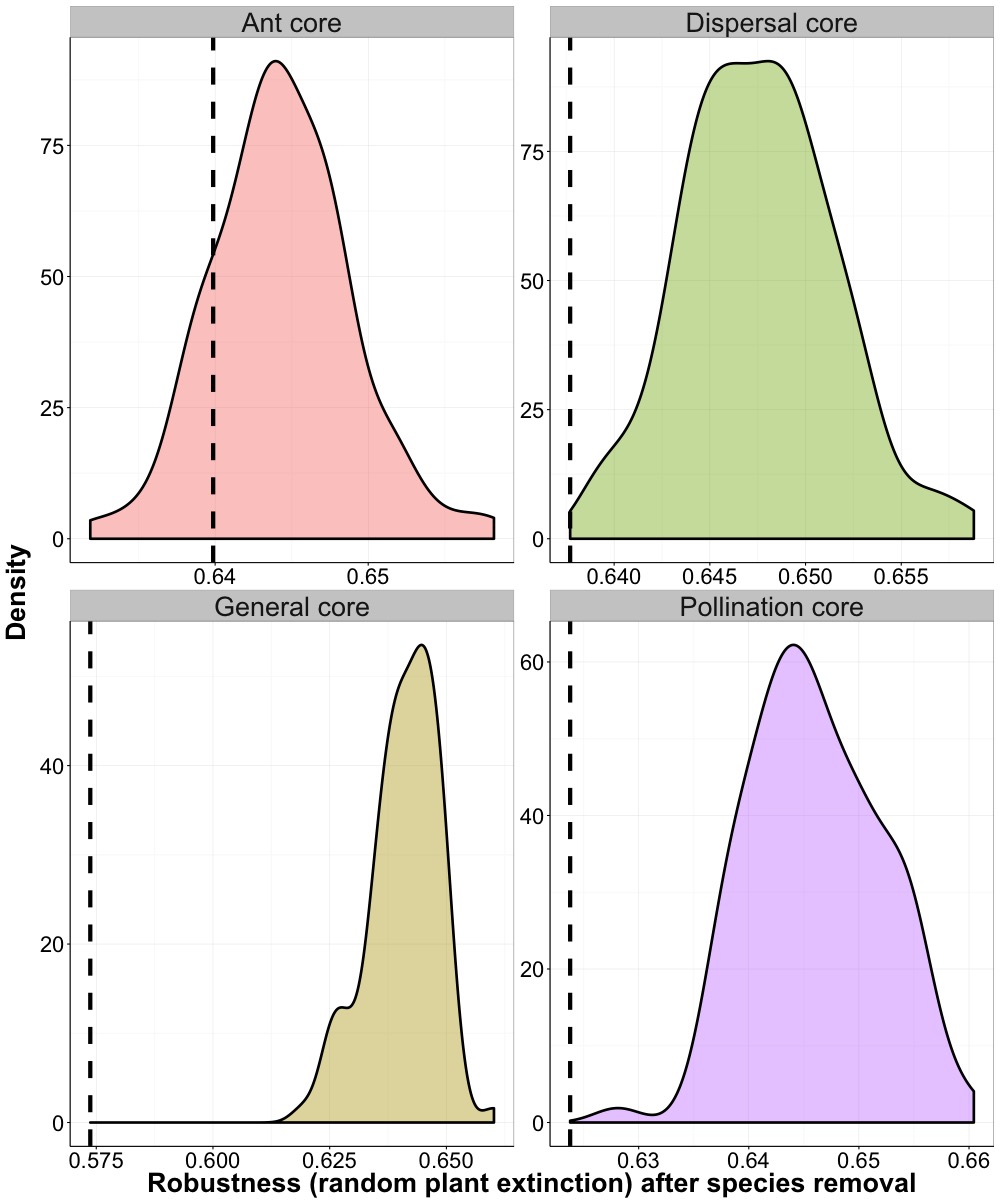 Ant core
Dispersal core
75
50
25
0
0.64 0.65
75
50
25
0
0.640 0.645 0.650 0.655
General core
Pollination core
40
20
0
0.575 0.600 0.625 0.650
60
40
20
0
0.63 0.64 0.65 0.66
Density
Robustness (random plant extinction) after species removal